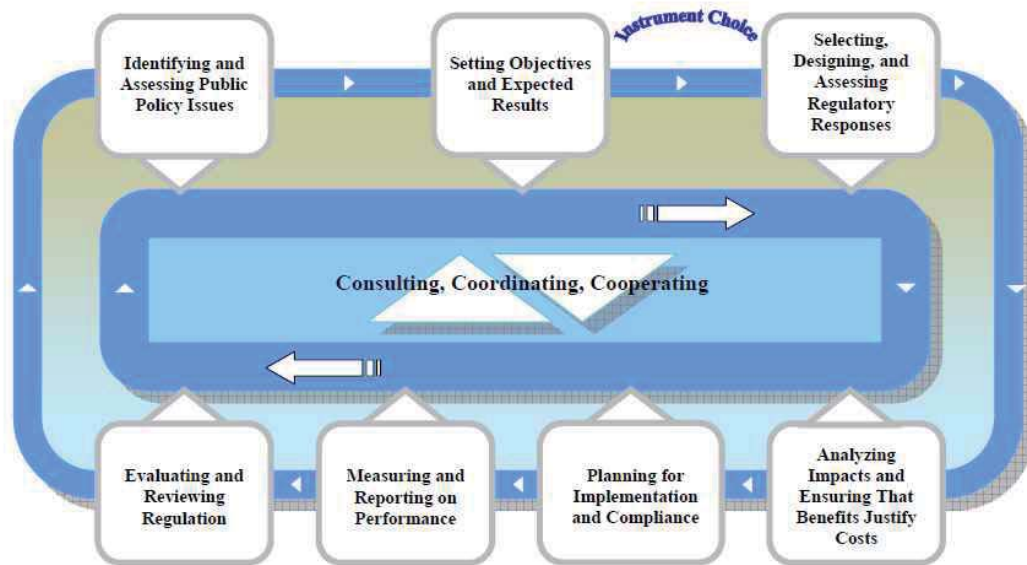 Instrument Choice
Identifying and
Assessing Public
Policy Issues
Setting Objectives
and Expected
Results
Selecting,
Designing, and
Assessing
Regulatory
Responses
Consulting, Coordinating, Cooperating
Evaluating and
Reviewing
Regulation
Measuring and
Reporting on
Performance
Planning for
Implementation
and Compliance
Analyzing
Impacts and
Ensuring That
Benefits Justify
Costs